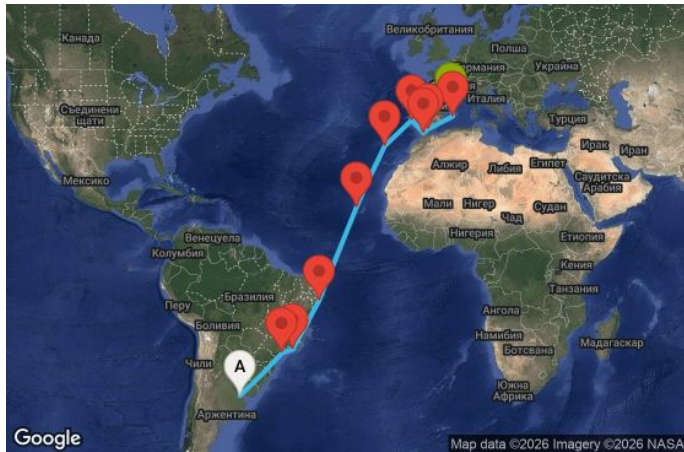 Канада
Великобритания
Полша
Германия
Украйна
Италия
Съединени
щати
Турция
Ирак
Иран
Алжир
Либия
Египет
Саудитска
Арабия
Мексико
Мали
Нигер
Чад
Судан
Венецуела
Нигерия
Етиопия
Колумбия
Кения
Перу
Бразилия
Танзания
Боливия
Ангола
Намибия
Ботсвана
Мадагаскар
Чили
A
Южна
Африка
Аржентина
Google
Map data ©2026 Imagery ©2026 NASA